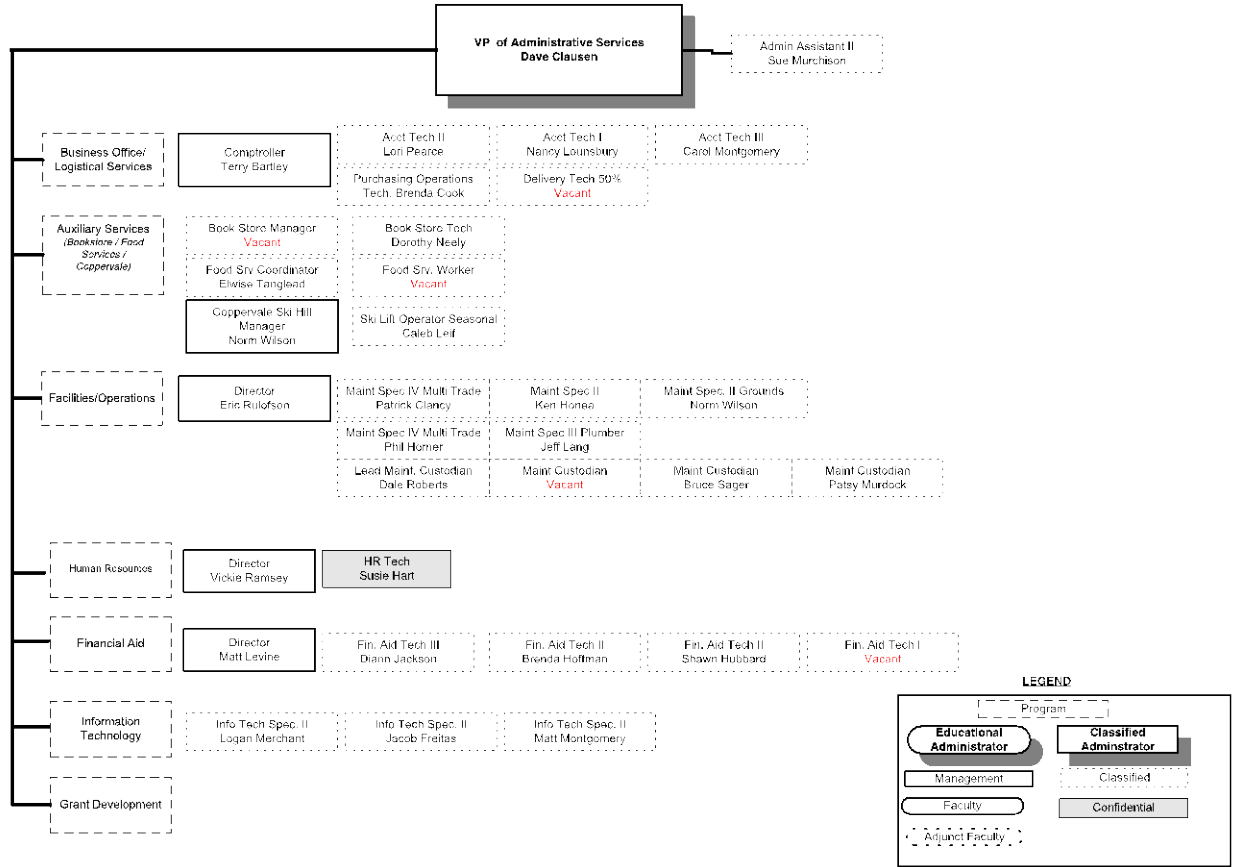 VP of Administrative Services
Dave Clausen
Admin Assistant II
Sue Murchison
Business Office/
Logistical Services
Comptroller
Terry Bartley
Acct Tech II
Lori Pearce
Acct Tech I
Nancy Lounsbury
Acct Tech III
Carol Montgomery
Purchasing Operations
Tech. Brenda Cook
Delivery Tech 50%
Vacant
Auxiliary Services
(Bookstore / Food
Services /
Coppervale)
Book Store Manager
Vacant
Book Store Tech
Dorothy Neely
Food Srv Coordinator
Elwise Tanglead
Food Srv. Worker
Vacant
Coppervale Ski Hill
Manager
Norm Wilson
Ski Lift Operator Seasonal
Caleb Leif
Facilities/Operations
Director
Eric Rulofson
Maint Spec IV Multi Trade
Patrick Clancy
Maint Spec II
Ken Honea
Maint Spec. II Grounds
Norm Wilson
Maint Spec IV Multi Trade
Phil Horner
Maint Spec III Plumber
Jeff Lang
Lead Maint. Custodian
Dale Roberts
Maint Custodian
Vacant
Maint Custodian
Bruce Sager
Maint Custodian
Patsy Murdock
Human Resources
Director
Vickie Ramsey
HR Tech
Susie Hart
Financial Aid
Director
Matt Levine
Fin. Aid Tech III
Diann Jackson
Fin. Aid Tech II
Brenda Hoffman
Fin. Aid Tech II
Shawn Hubbard
Fin. Aid Tech I
Vacant
Information
Technology
Info Tech Spec. II
Logan Merchant
Info Tech Spec. II
Jacob Freitas
Info Tech Spec. II
Matt Montgomery
Grant Development
LEGEND
Program
Educational
Administrator
Classified
Adminstrator
Management
Classified
Faculty
Confidential
Adjunct Faculty